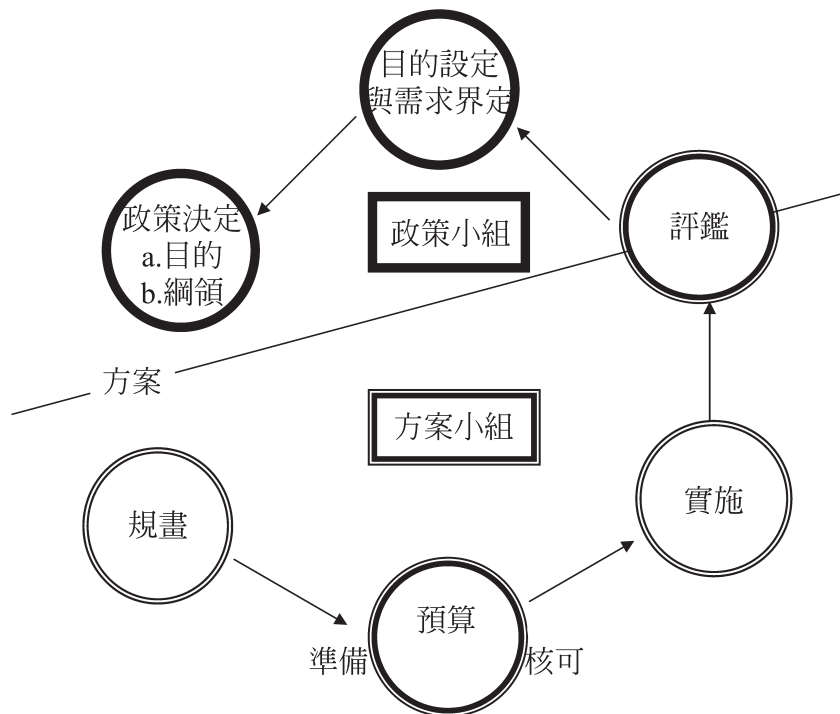 目的設定
與需求界定
政策決定
a.目的
b.綱領
政策小組
評鑑
方案
方案小組
規畫
實施
預算
準備
核可